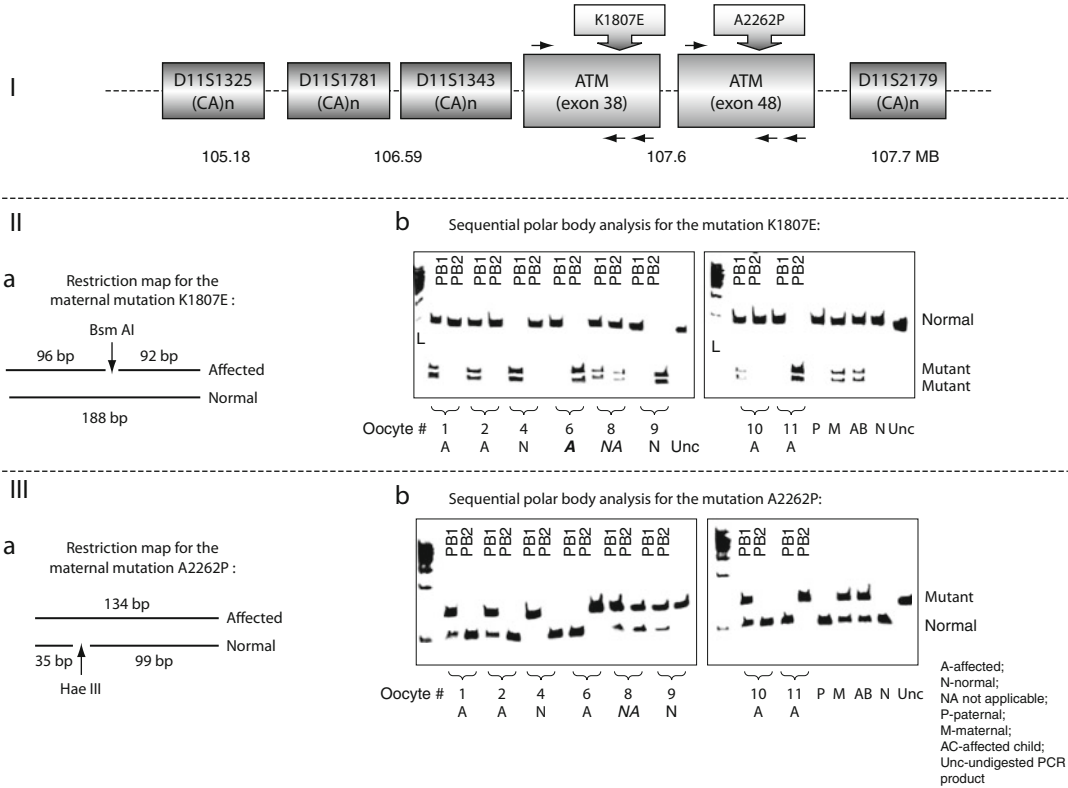 I
K1807E
A2262P
D11S1325
(CA)n
D11S1781
(CA)n
D11S1343
(CA)n
ATM
(exon 38)
ATM
(exon 48)
D11S2179
(CA)n
105.18
106.59
107.6
107.7 MB
II
a
Restriction map for the
maternal mutation K1807E :
Bsm AI
96 bp
92 bp
Affected
Normal
188 bp
b
Sequential polar body analysis for the mutation K1807E:
PB1 PB2 PB1 PB2 PB1 PB2 PB1 PB2 PB1 PB2 PB1 PB2
PB1 PB2 PB1 PB2
L
L
Normal
Mutant
Mutant
Oocyte # 1 2 4 6 8 9
A A N A NA N Unc
10 11 P M AB N Unc
A A
III
a
Restriction map for the
maternal mutation A2262P :
134 bp
Affected
Normal
35 bp
99 bp
Hae III
b
Sequential polar body analysis for the mutation A2262P:
PB1 PB2 PB1 PB2 PB1 PB2 PB1 PB2 PB1 PB2 PB1 PB2
PB1 PB2 PB1 PB2
Mutant
Normal
Oocyte # 1 2 4 6 8 9
A A N A NA N
10 11 P M AB N Unc
A A
A-affected;
N-normal;
NA not applicable;
P-paternal;
M-maternal;
AC-affected child;
Unc-undigested PCR
product